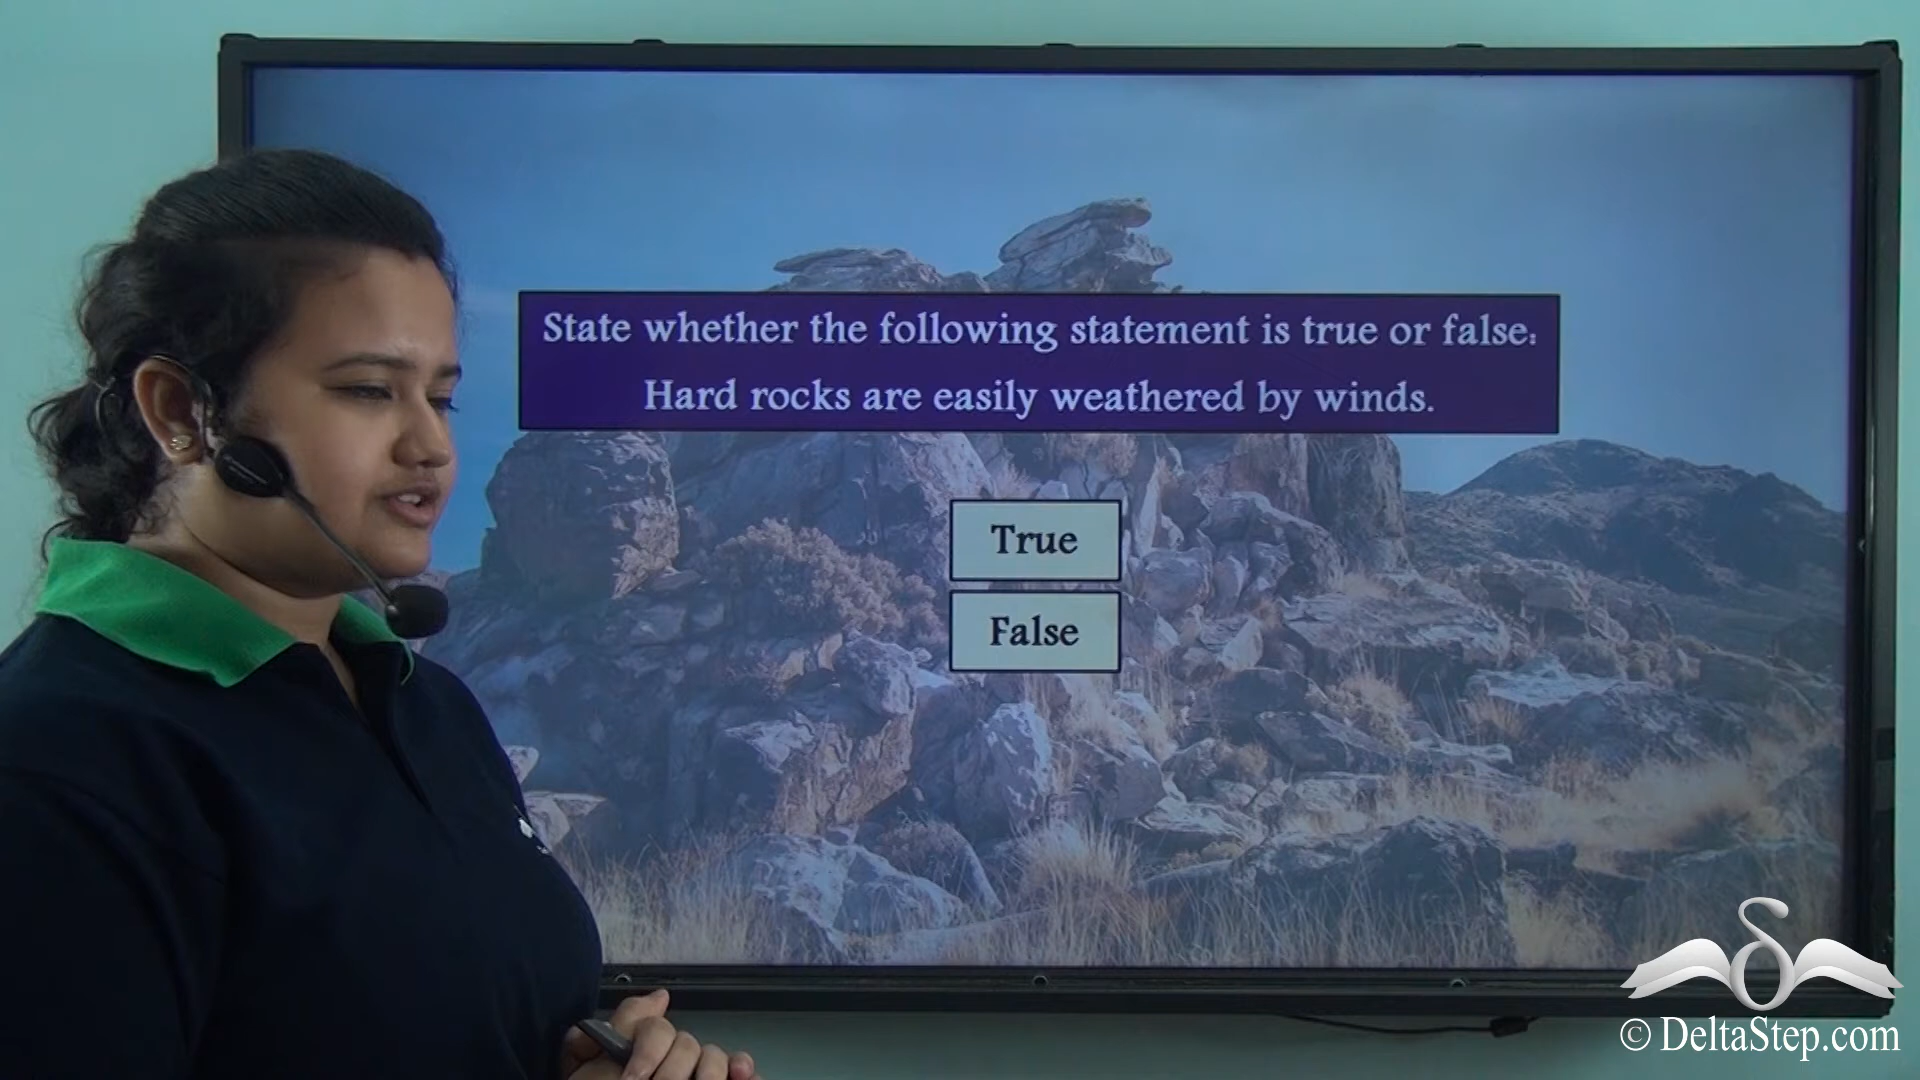 State whether the following statement is true or false:
Hard rocks are easily weathered by winds.
True
False
© DeltaStep.com